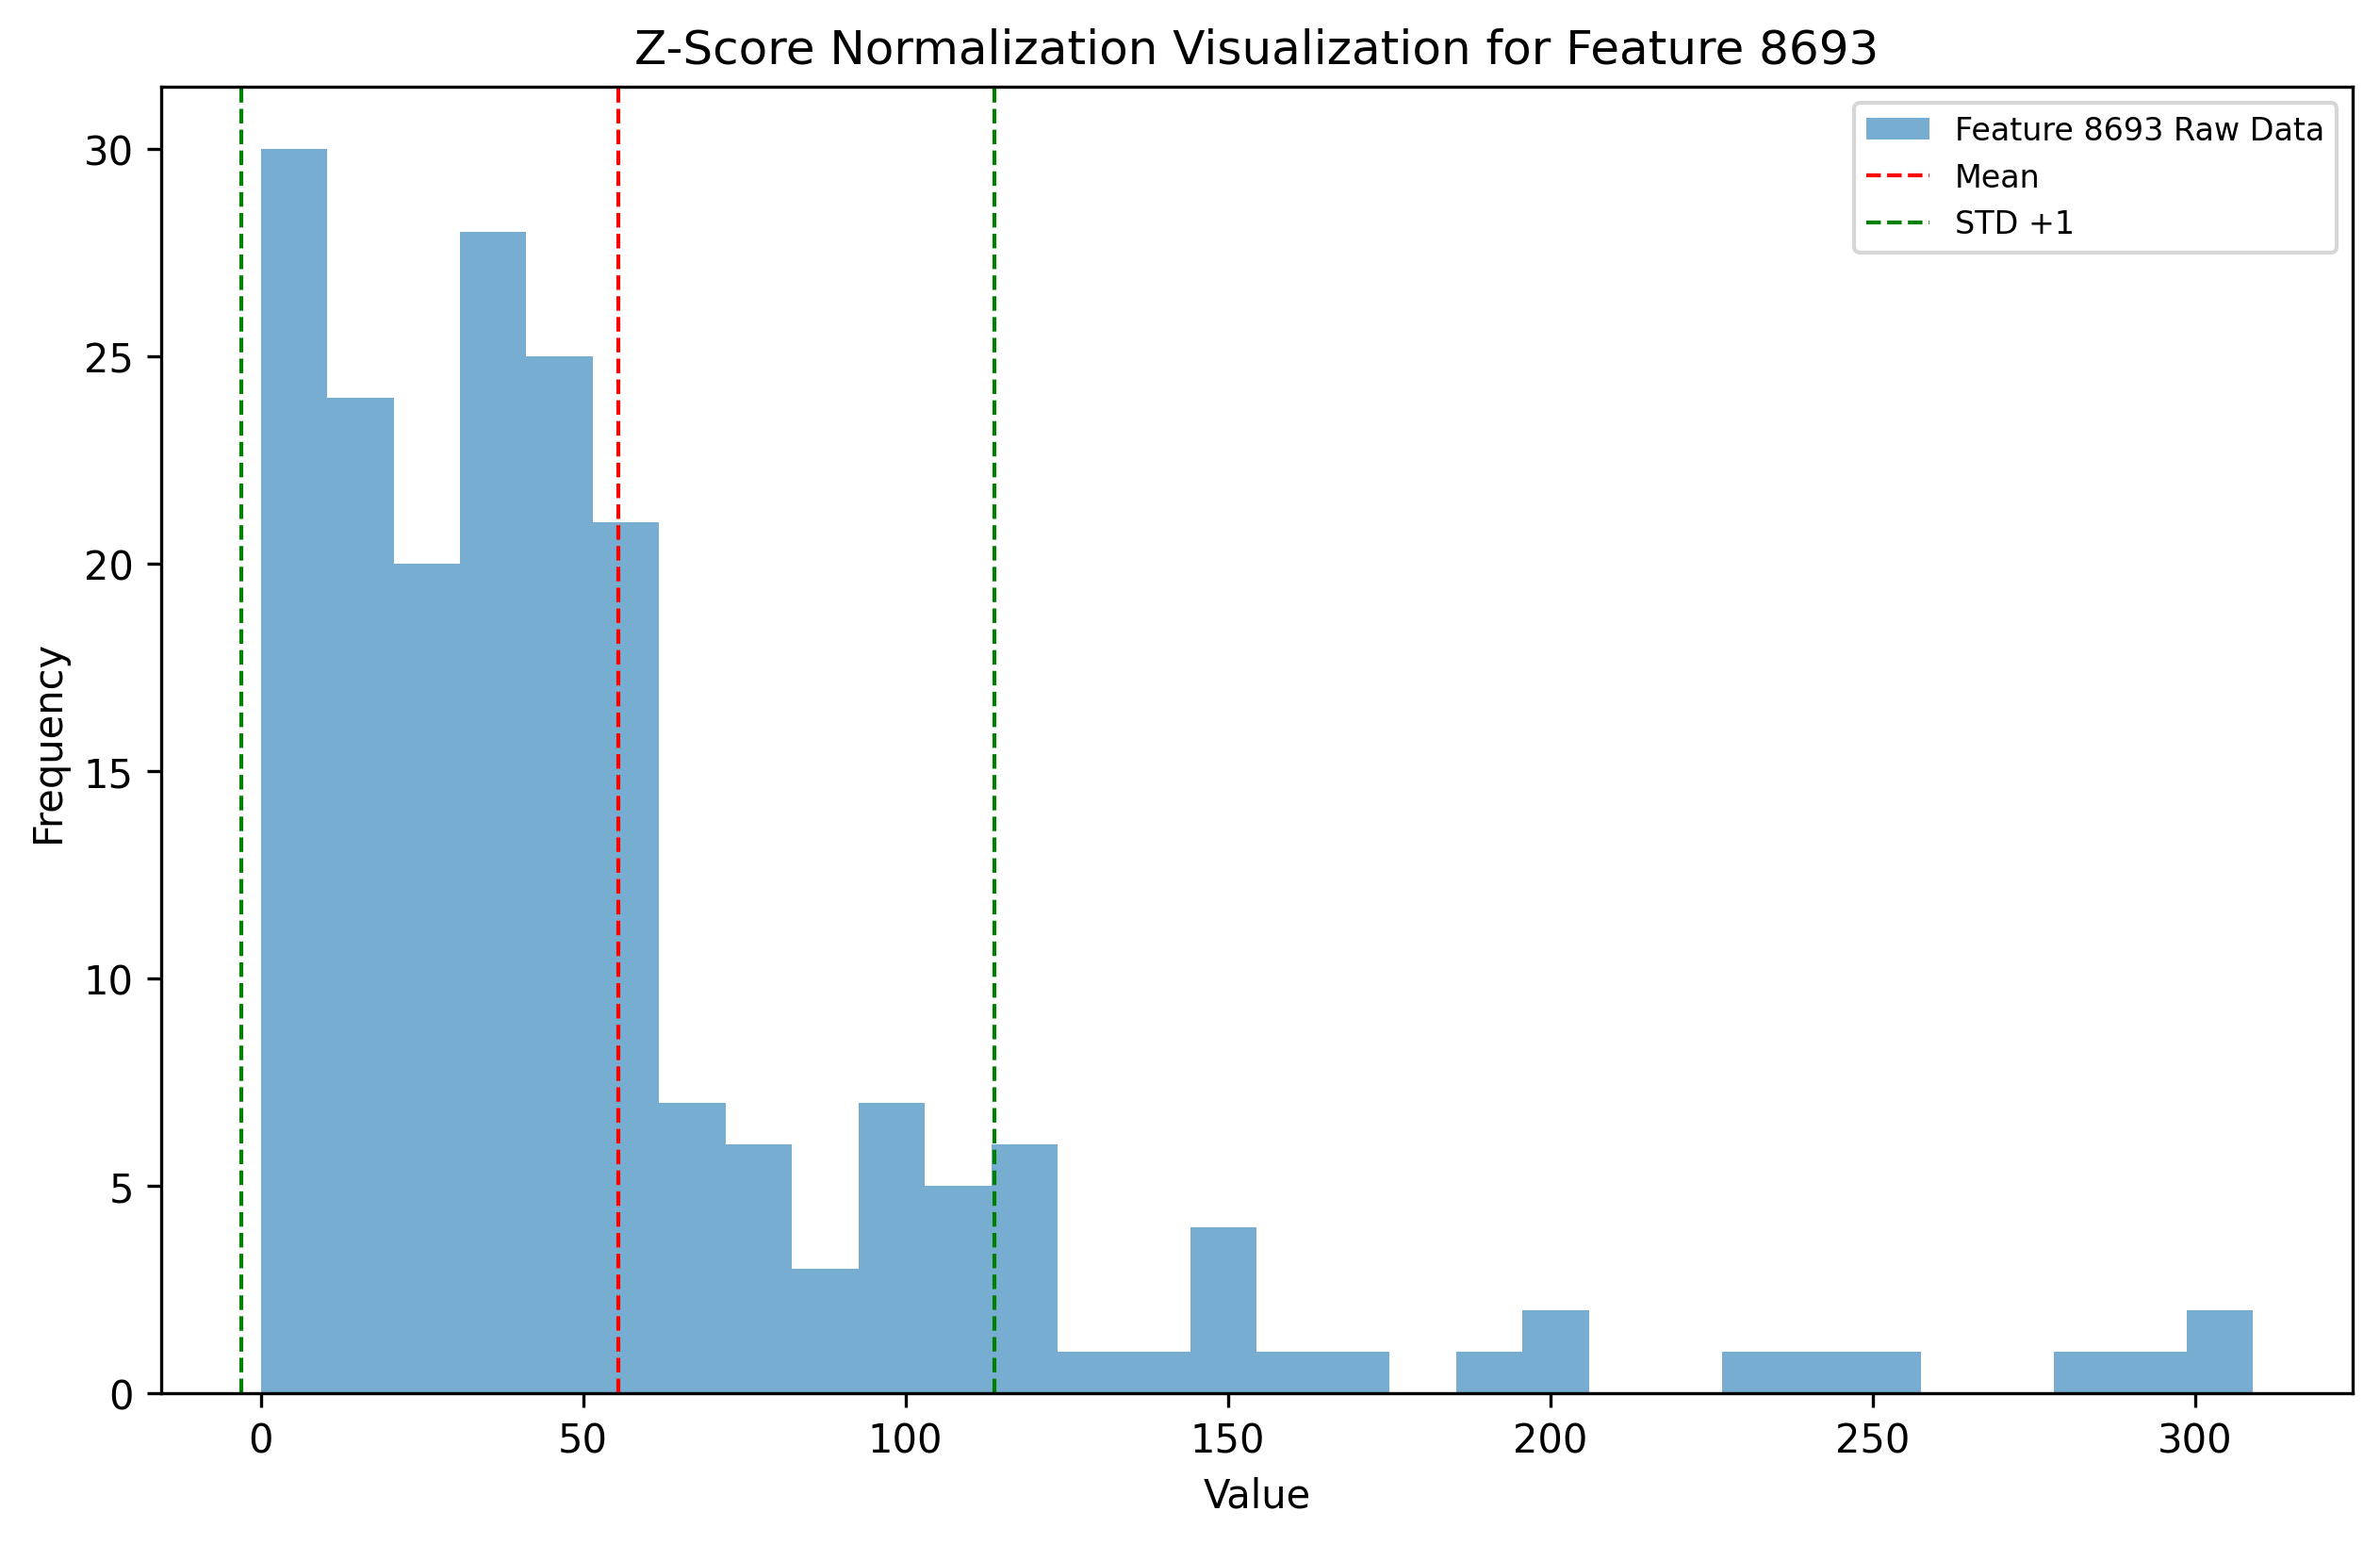 Z-Score Normalization Visualization for Feature 8693
Feature 8693 Raw Data
Mean
STD +1
30
25
20
15
10
5
0
Frequency
0 50 100 150 200 250 300
Value